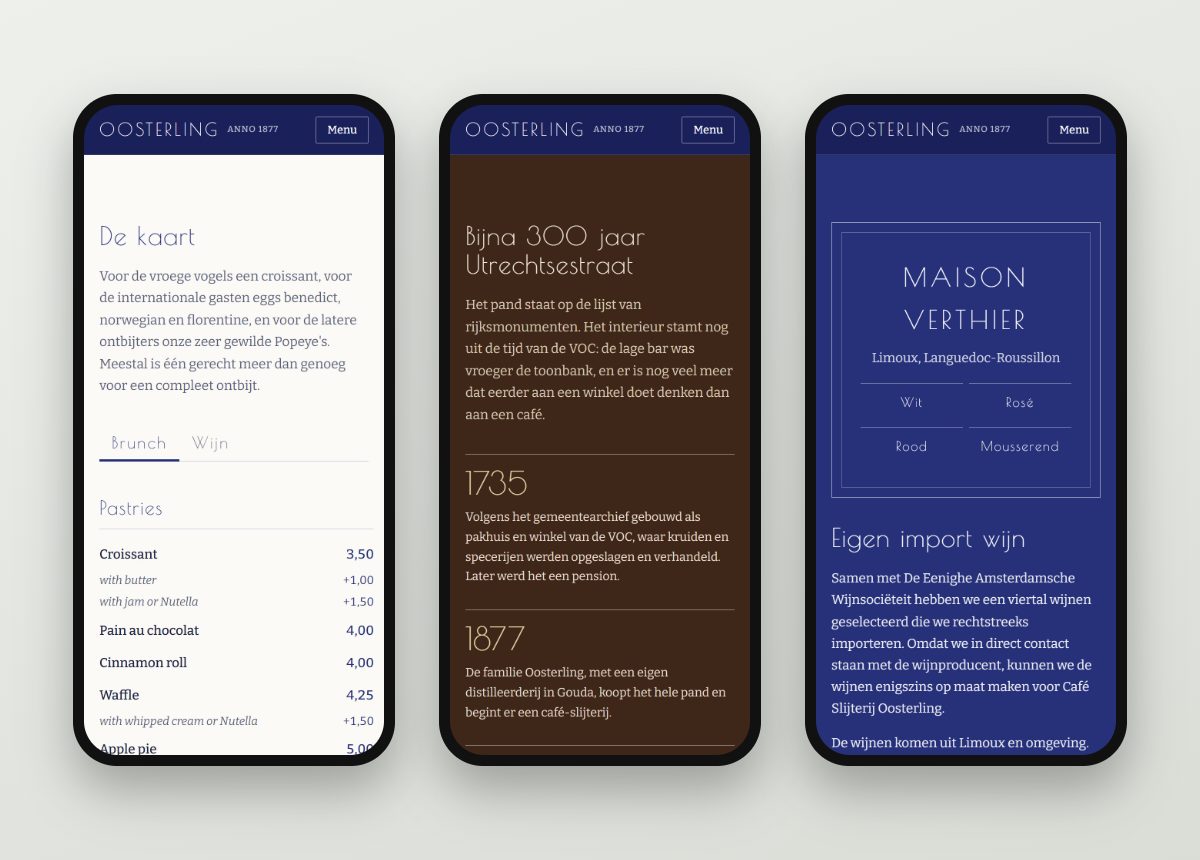 OOSTERLING ANNO 1877 Menu
De kaart
Voor de vroege vogels een croissant, voor
de internationale gasten eggs benedict,
norwegian en florentine, en voor de latere
ontbijters onze zeer gewilde Popeye's.
Meestal is één gerecht meer dan genoeg
voor een compleet ontbijt.
Brunch Wijn
Pastries
Croissant 3,50
with butter +1,00
with jam or Nutella +1,50
Pain au chocolat 4,00
Cinnamon roll 4,00
Waffle 4,25
with whipped cream or Nutella +1,50
Apple pie 5,00
OOSTERLING ANNO 1877 Menu
Bijna 300 jaar
Utrechtsestraat
Het pand staat op de lijst van
rijksmonumenten. Het interieur stamt nog
uit de tijd van de VOC: de lage bar was
vroeger de toonbank, en er is nog veel meer
dat eerder aan een winkel doet denken dan
aan een café.
1735
Volgens het gemeentearchief gebouwd als
pakhuis en winkel van de VOC, waar kruiden en
specerijen werden opgeslagen en verhandeld.
Later werd het een pension.
1877
De familie Oosterling, met een eigen
distilleerderij in Gouda, koopt het hele pand en
begint er een café-slijterij.
OOSTERLING ANNO 1877 Menu
MAISON
VERTHIER
Limoux, Languedoc-Roussillon
Wit Rosé
Rood Mousserend
Eigen import wijn
Samen met De Eenighe Amsterdamsche
Wijnsociëteit hebben we een viertal wijnen
geselecteerd die we rechtstreeks
importeren. Omdat we in direct contact
staan met de wijnproducent, kunnen we de
wijnen enigszins op maat maken voor Café
Slijterij Oosterling.
De wijnen komen uit Limoux en omgeving.